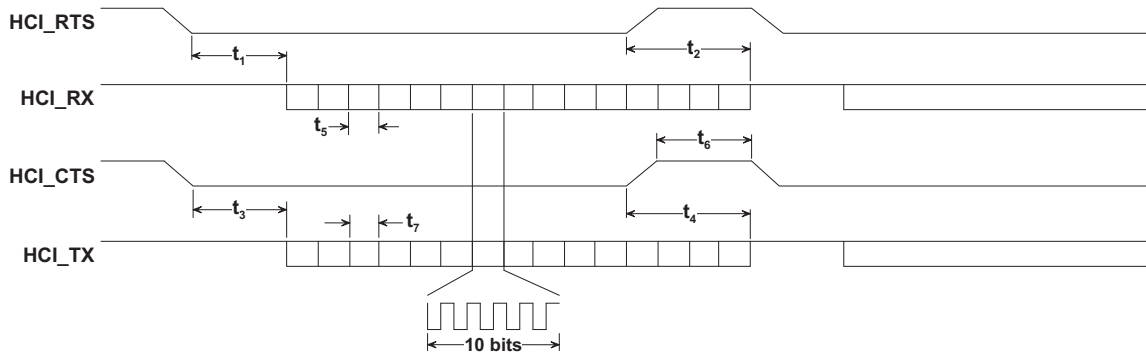 HCI_RTS
t1
t2
HCI_RX
t5
t6
HCI_CTS
t3
t7
t4
HCI_TX
10 bits